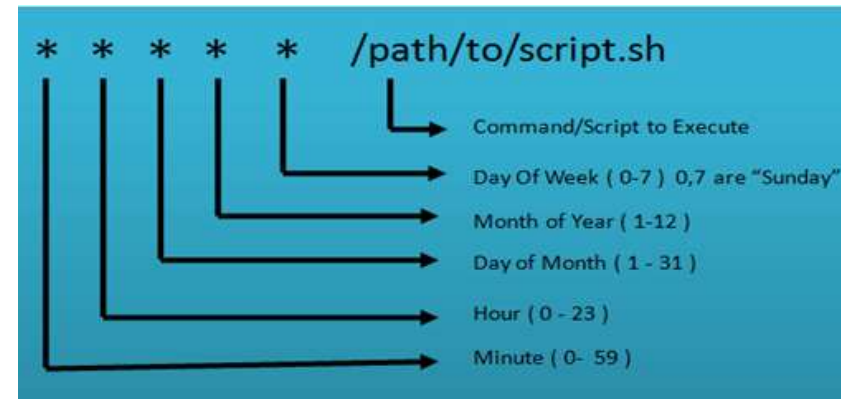 * * * * * /path/to/script.sh
Command/Script to Execute
Day Of Week ( 0-7 ) 0,7 are “Sunday”
Month of Year ( 1-12 )
Day of Month ( 1 - 31 )
Hour ( 0 - 23 )
Minute ( 0- 59 )